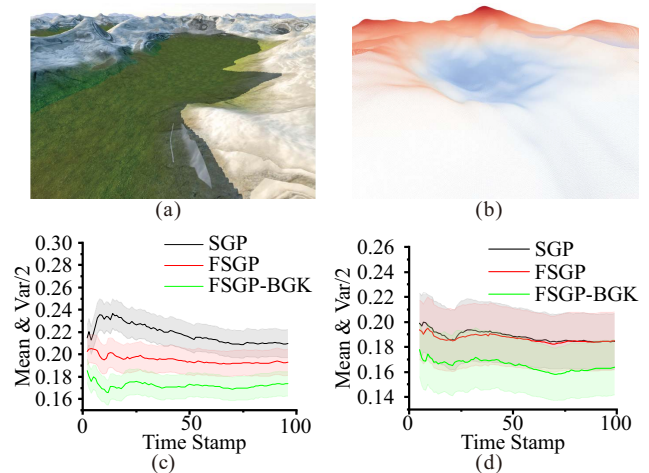 (a)
(b)
Mean & Var/2
0.30
0.28
0.24
0.22
0.20
0.18
0.16
SGP
FSGP
FSGP-BGK
0
50
100
Time Stamp
(c)
Mean & Var/2
0.26
0.24
0.22
0.20
0.18
0.16
0.14
SGP
FSGP
FSGP-BGK
0
50
100
Time Stamp
(d)